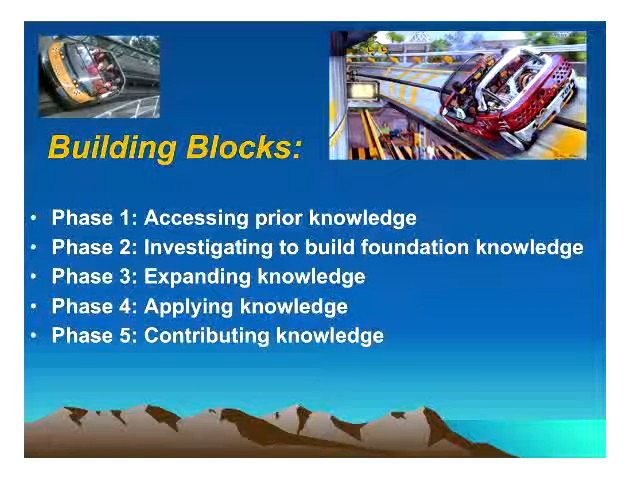 Building Blocks:
• Phase 1: Accessing prior knowledge
• Phase 2: Investigating to build foundation knowledge
• Phase 3: Expanding knowledge
• Phase 4: Applying knowledge
• Phase 5: Contributing knowledge